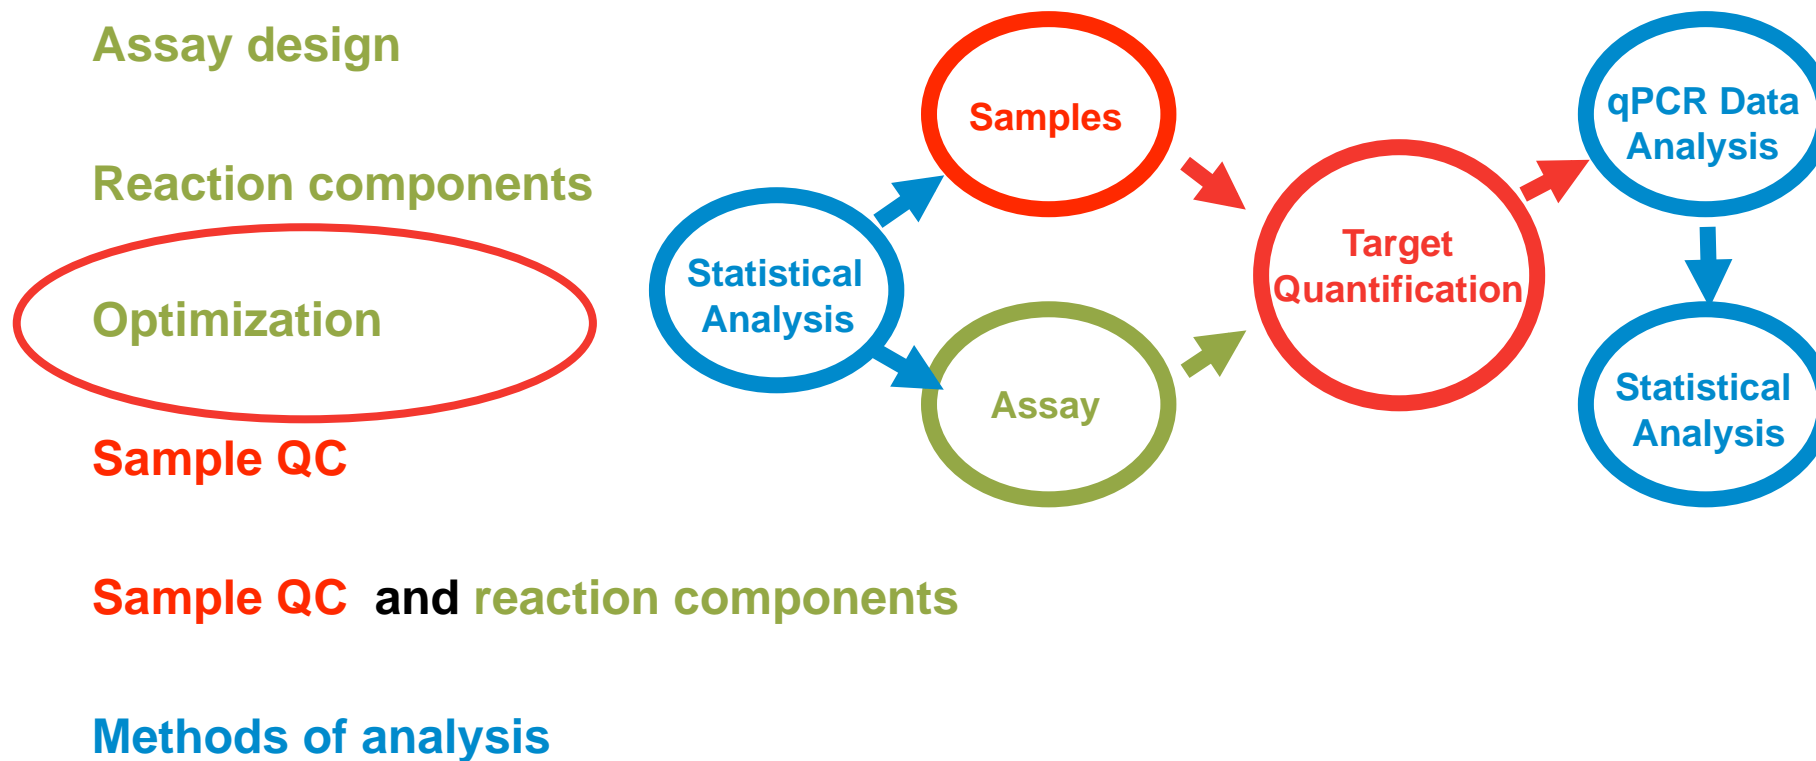 Assay design
Reaction components
Optimization
Sample QC
Sample QC and reaction components
Methods of analysis
Statistical
Analysis
Samples
Assay
Target
Quantification
qPCR Data
Analysis
Statistical
Analysis